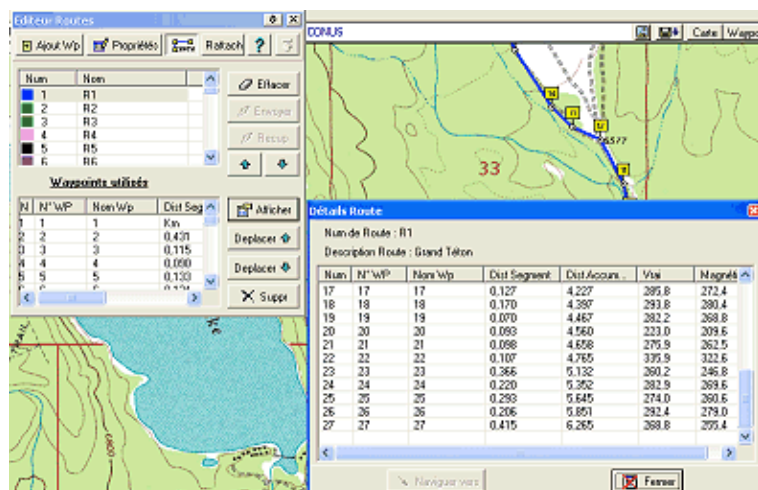 Editeur Routes
Ajout Wp Propriétés Rattach ?
Num Nom
1 R1
2 R2
3 R3
4 R4
5 R5
6 R6
Effacer
Envoyer
Recup
Waypoints utilisés
N N° WP Nom Wp Dist Seg
1 1 1 Km
2 2 2 0,431
3 3 3 0,115
4 4 4 0,090
5 5 5 0,133
Afficher
Deplacer
Deplacer
Suppr
CONUS
Carte Waypo
14
6577
33
Détails Route
Num de Route : R1
Description Route : Grand Téton
Num N° WP Nom Wp Dist Segment Dist Accum... Vrai Magnéti
17 17 17 0,127 4,227 285,8 272,4
18 18 18 0,170 4,397 293,8 280,4
19 19 19 0,070 4,467 282,2 268,8
20 20 20 0,093 4,560 223,0 209,6
21 21 21 0,098 4,658 275,9 262,5
22 22 22 0,107 4,765 335,9 322,6
23 23 23 0,366 5,132 260,2 246,8
24 24 24 0,220 5,352 282,9 269,6
25 25 25 0,293 5,645 274,0 260,6
26 26 26 0,206 5,851 292,4 279,0
27 27 27 0,415 6,265 268,8 255,4
Naviguer vers Fermer